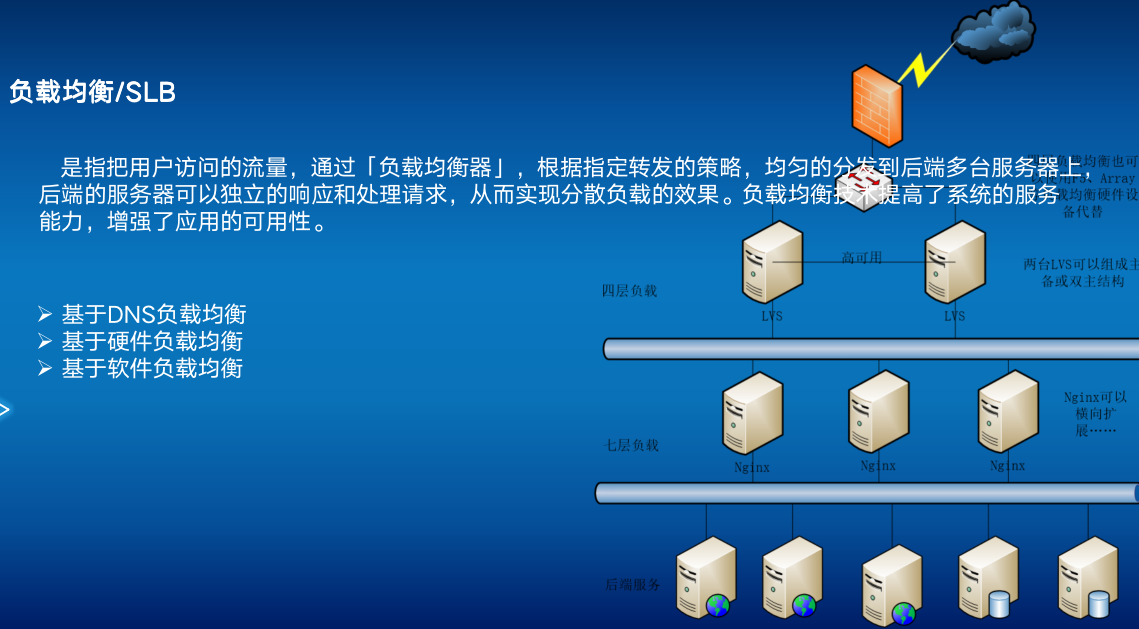 负载均衡/SLB
是指把用户访问的流量，通过「负载均衡器」，根据指定转发的策略，均匀的分发到后端多台服务器上，
后端的服务器可以独立的响应和处理请求，从而实现分散负载的效果。负载均衡技术提高了系统的服务
能力，增强了应用的可用性。
基于DNS负载均衡
基于硬件负载均衡
基于软件负载均衡
负载均衡也可
Array
载均衡硬件设
备代替
高可用
两台LVS可以组成主
备或双主结构
四层负载
LVS
LVS
Nginx可以
横向扩
展……
七层负载
Nginx
Nginx
Nginx
后端服务